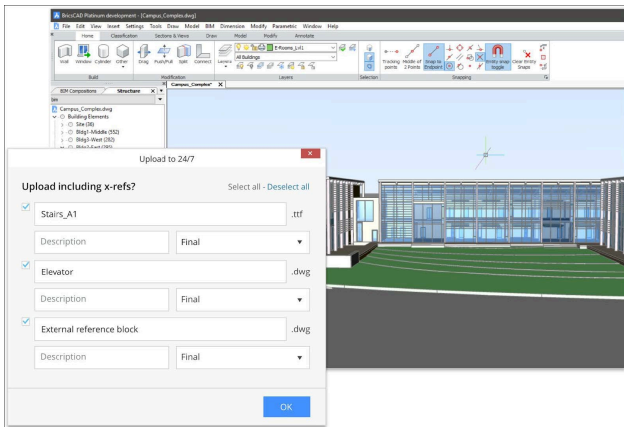 BricsCAD Platinum development - [Campus_Complex.dwg]
File Edit View Insert Settings Tools Draw Model BIM Dimension Modify Parametric Window Help
Home Classification Sections & Views Draw Model Modify Annotate
E-Rooms_Lvl1
All Buildings
Wall Window Cylinder Other Drag Push/Pull Split Connect Layers Tracking points Middle of 2 Points Snap to Endpoint Entity snap toggle Clear Entity Snaps
Build Modification Layers Selection Snapping
BIM Compositions Structure Campus_Complex*
bim
Campus_Complex.dwg
Building Elements
Site (36)
Bldg1-Middle (552)
Bldg3-West (282)
Upload to 24/7
Upload including x-refs? Select all - Deselect all
Stairs_A1 .ttf
Description Final
Elevator .dwg
Description Final
External reference block .dwg
Description Final
OK